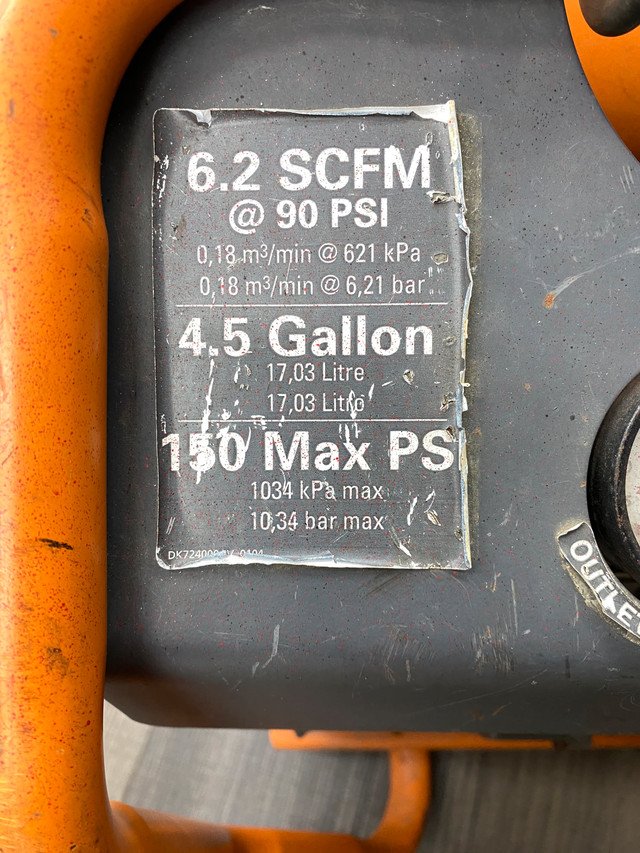 6.2 SCFM
@ 90 PSI
0,18 m³/min @ 621 kPa
0,18 m³/min @ 6,21 bar
4.5 Gallon
17,03 Litre
17,03 Litro
150 Max PSI
1034 kPa max
10,34 bar max
OUTLET